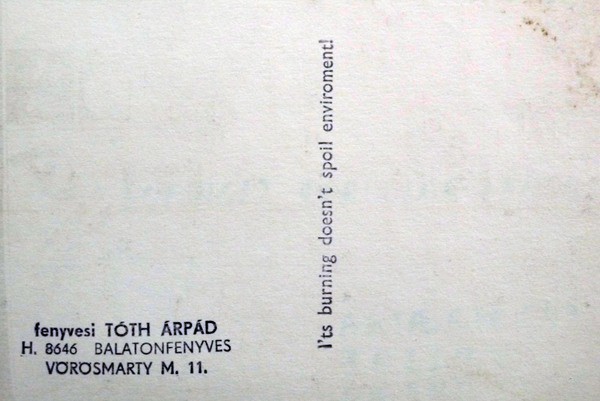 I'ts burning doesn't spoil enviroment!
fenyvesi TÓTH ÁRPÁD
H. 8646 BALATONFENYVES
VÖRÖSMARTY M. 11.